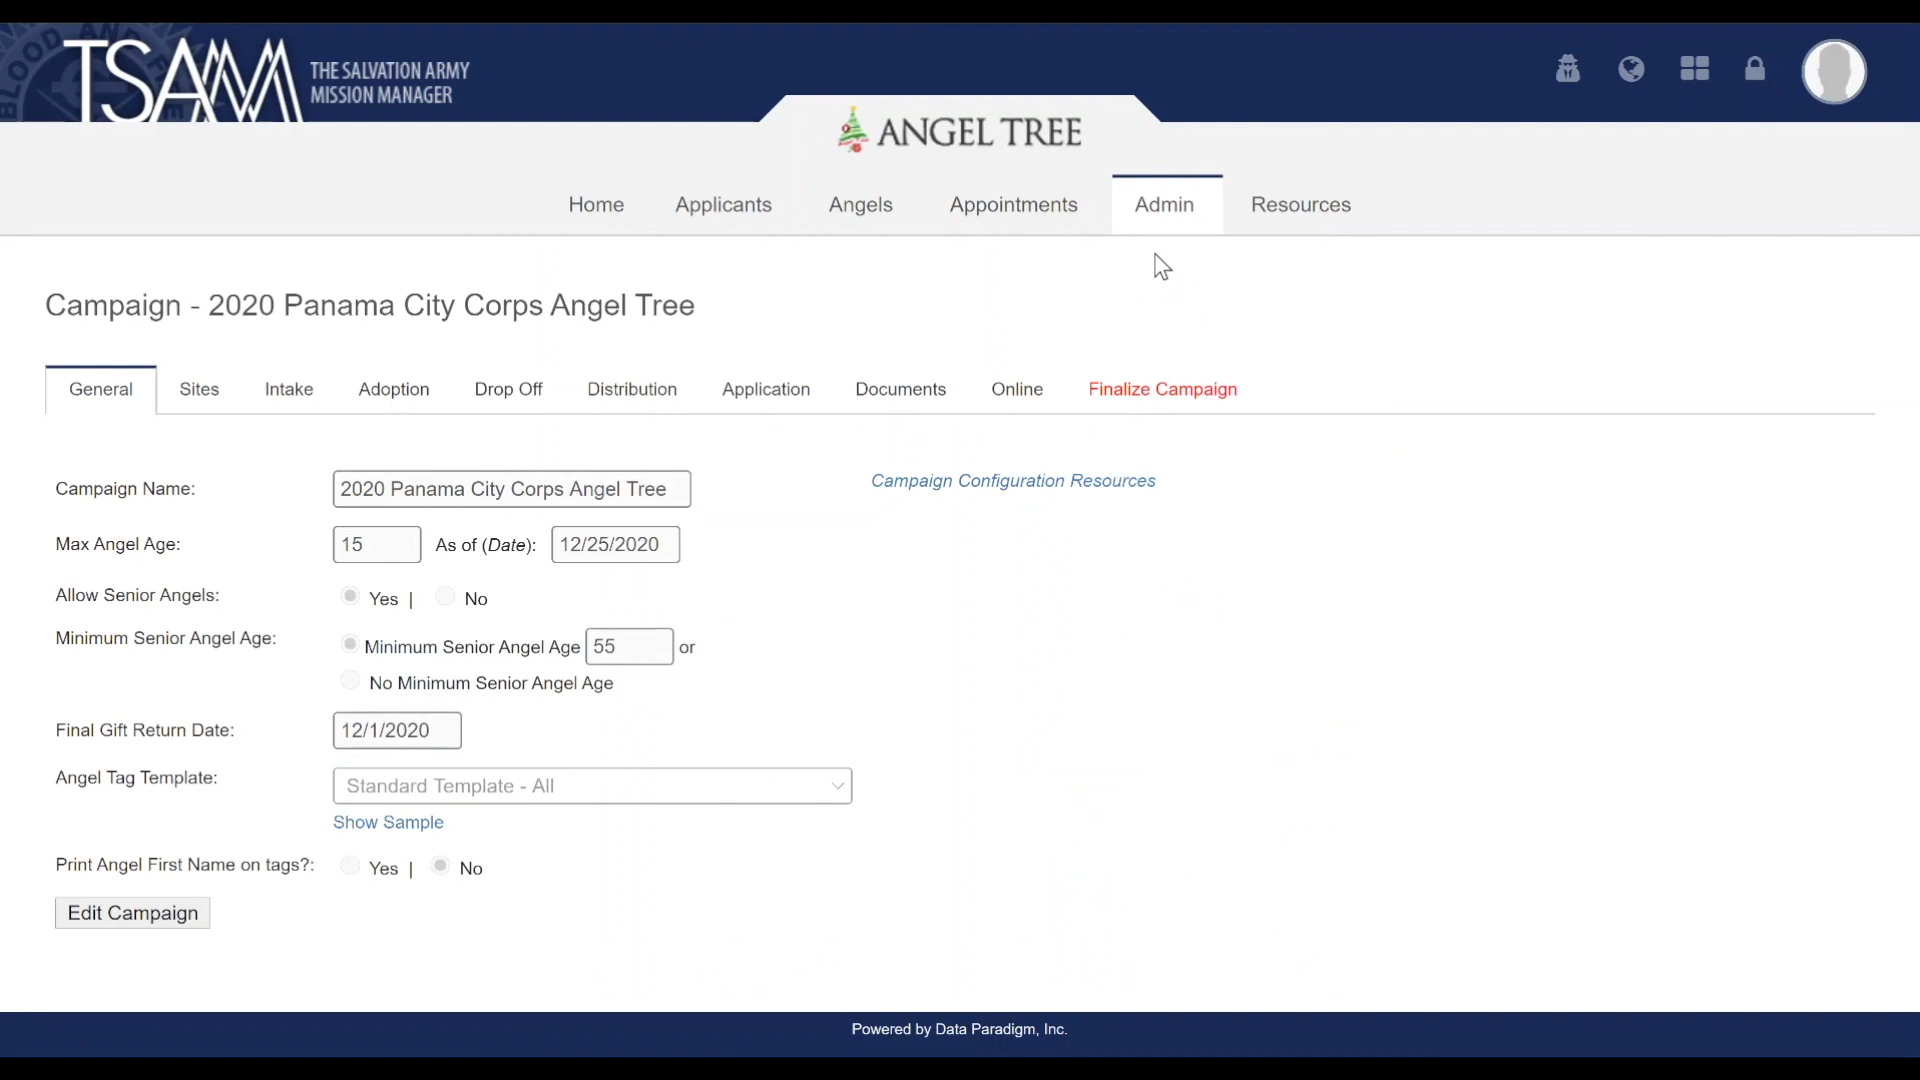 BLOOD AND FIRE
TSAMM
THE SALVATION ARMY
MISSION MANAGER
ANGEL TREE
Home Applicants Angels Appointments Admin Resources
Campaign - 2020 Panama City Corps Angel Tree
General Sites Intake Adoption Drop Off Distribution Application Documents Online Finalize Campaign
Campaign Name: 2020 Panama City Corps Angel Tree Campaign Configuration Resources
Max Angel Age: 15 As of (Date): 12/25/2020
Allow Senior Angels: Yes | No
Minimum Senior Angel Age: Minimum Senior Angel Age 55 or
No Minimum Senior Angel Age
Final Gift Return Date: 12/1/2020
Angel Tag Template: Standard Template - All
Show Sample
Print Angel First Name on tags?: Yes | No
Edit Campaign
Powered by Data Paradigm, Inc.